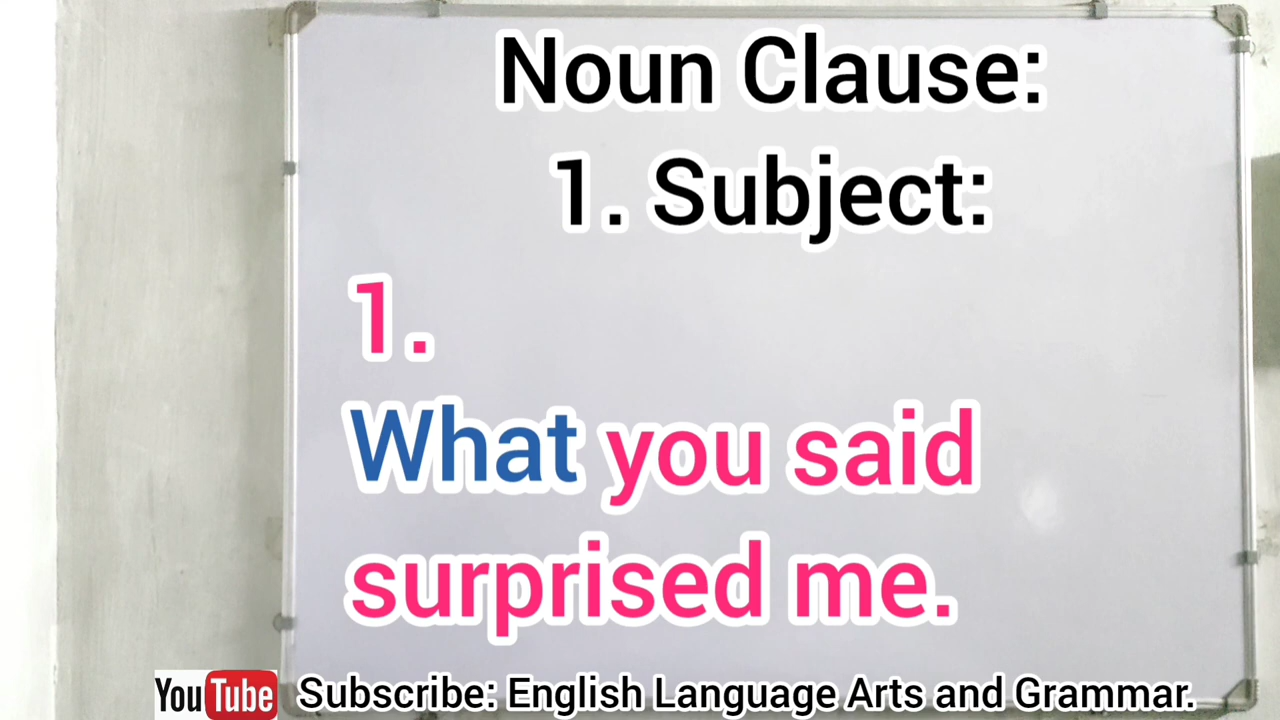 Noun Clause:
1. Subject:
1.
What you said
surprised me.
YouTube Subscribe: English Language Arts and Grammar.